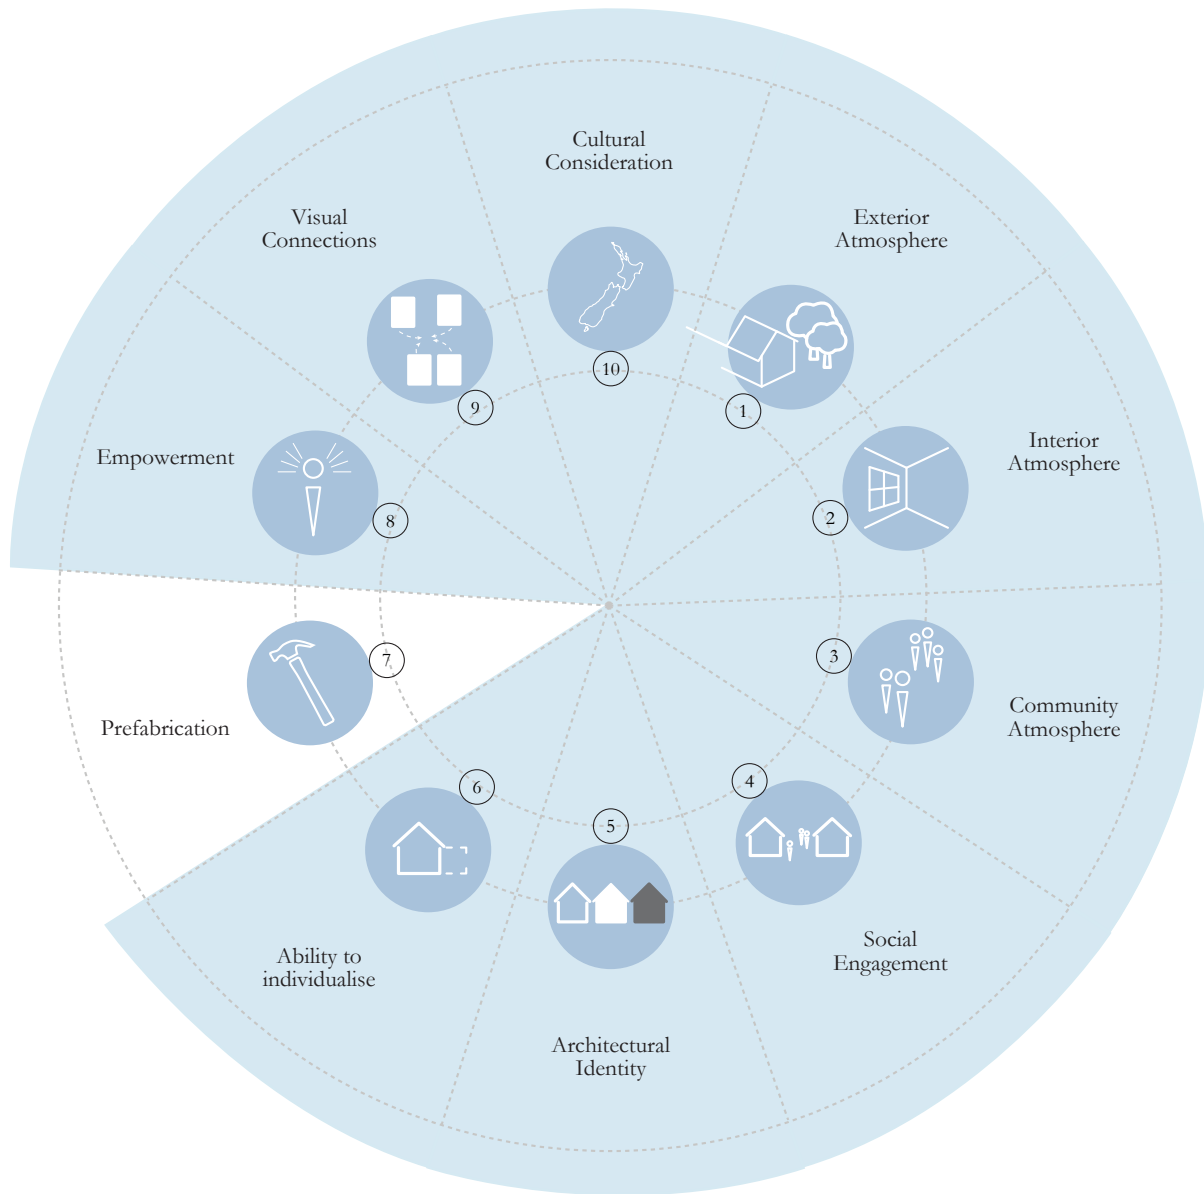 Cultural
Consideration
10
Exterior
Atmosphere
1
Interior
Atmosphere
2
Community
Atmosphere
3
Social
Engagement
4
Architectural
Identity
5
Ability to
individualise
6
Prefabrication
7
Empowerment
8
Visual
Connections
9